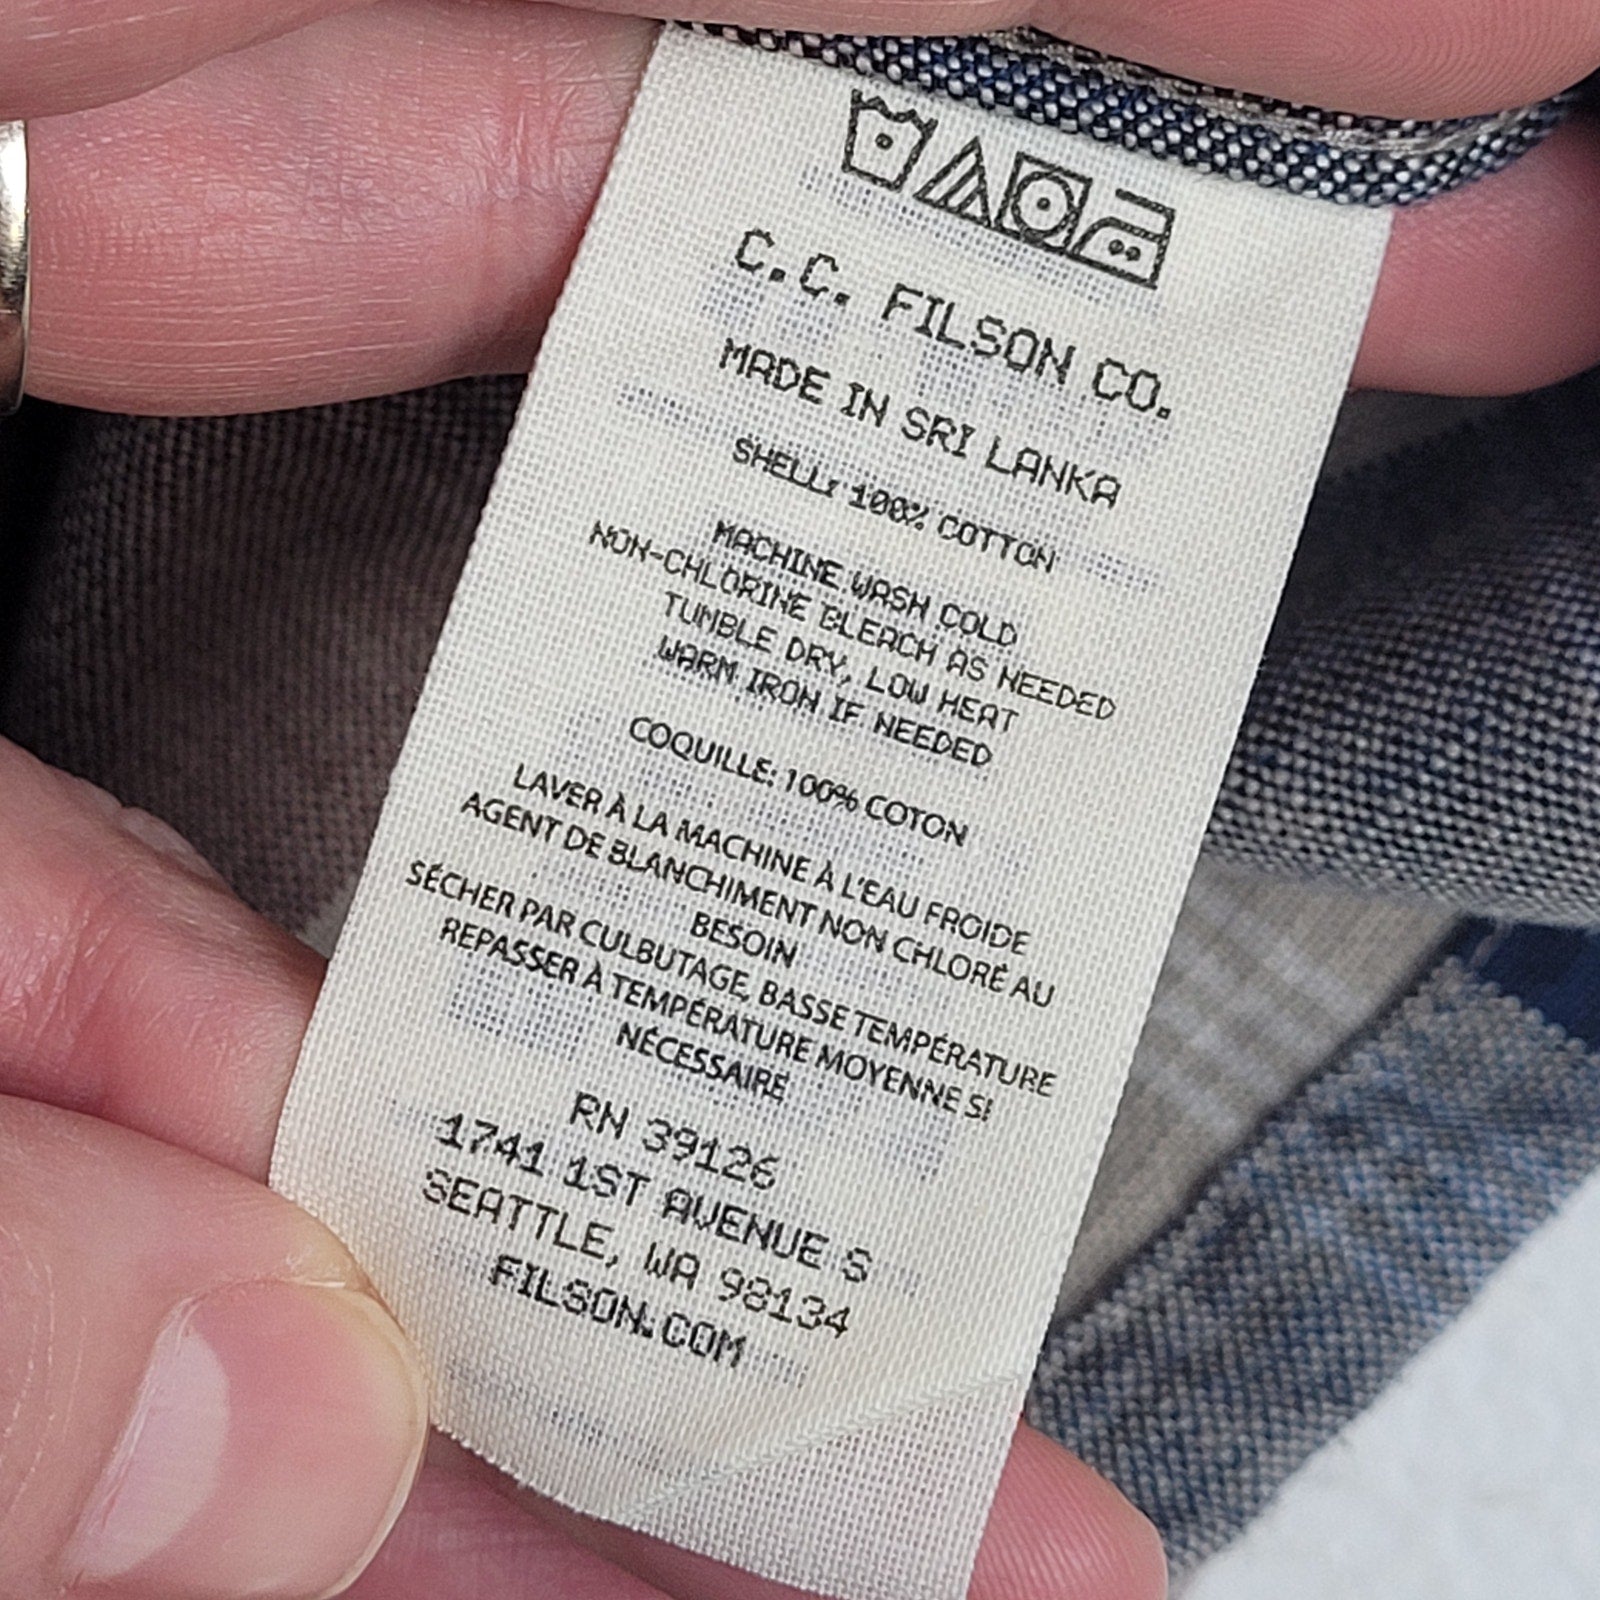 C.C. FILSON CO.
MADE IN SRI LANKA
SHELL: 100% COTTON
MACHINE WASH COLD
NON-CHLORINE BLEACH AS NEEDED
TUMBLE DRY, LOW HEAT
WARM IRON IF NEEDED
COQUILLE: 100% COTON
LAVER À LA MACHINE À L'EAU FROIDE
AGENT DE BLANCHIMENT NON CHLORÉ AU
BESOIN
SÉCHER PAR CULBUTAGE, BASSE TEMPÉRATURE
REPASSER À TEMPÉRATURE MOYENNE SI
NÉCESSAIRE
RN 39126
1741 1ST AVENUE S
SEATTLE, WA 98134
FILSON.COM